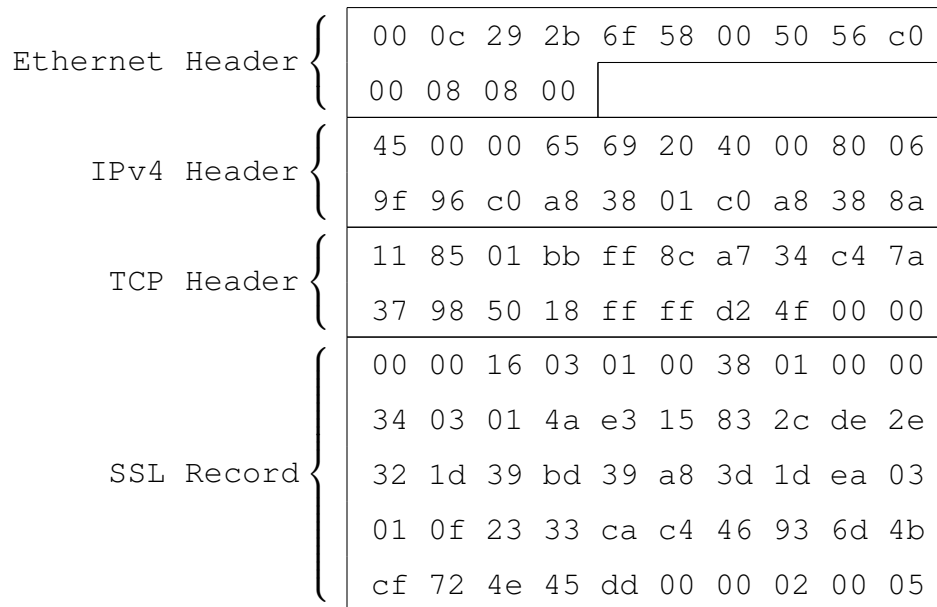 Ethernet Header
00 0c 29 2b 6f 58 00 50 56 c0
00 08 08 00
IPv4 Header
45 00 00 65 69 20 40 00 80 06
9f 96 c0 a8 38 01 c0 a8 38 8a
TCP Header
11 85 01 bb ff 8c a7 34 c4 7a
37 98 50 18 ff ff d2 4f 00 00
SSL Record
00 00 16 03 01 00 38 01 00 00
34 03 01 4a e3 15 83 2c de 2e
32 1d 39 bd 39 a8 3d 1d ea 03
01 0f 23 33 ca c4 46 93 6d 4b
cf 72 4e 45 dd 00 00 02 00 05